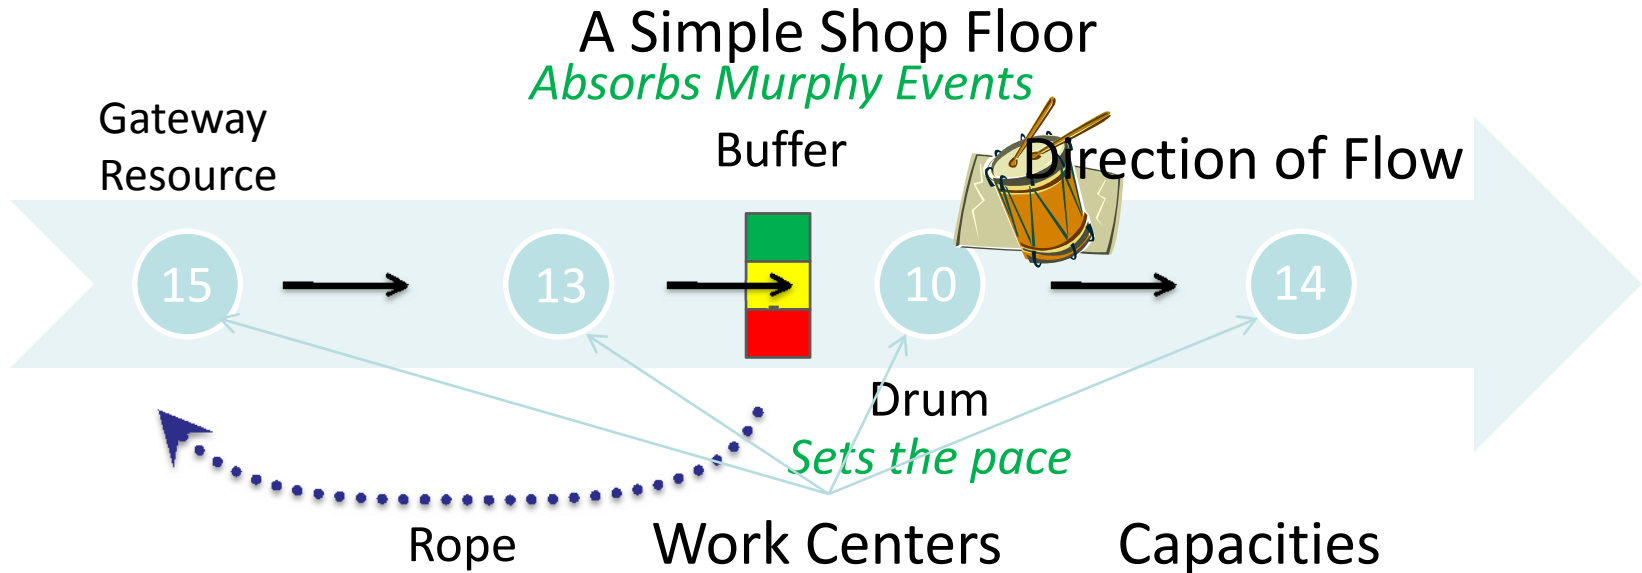 A Simple Shop Floor
Absorbs Murphy Events
Gateway
Resource
Buffer
Direction of Flow
15
13
10
14
Drum
Sets the pace
Rope
Work Centers
Capacities